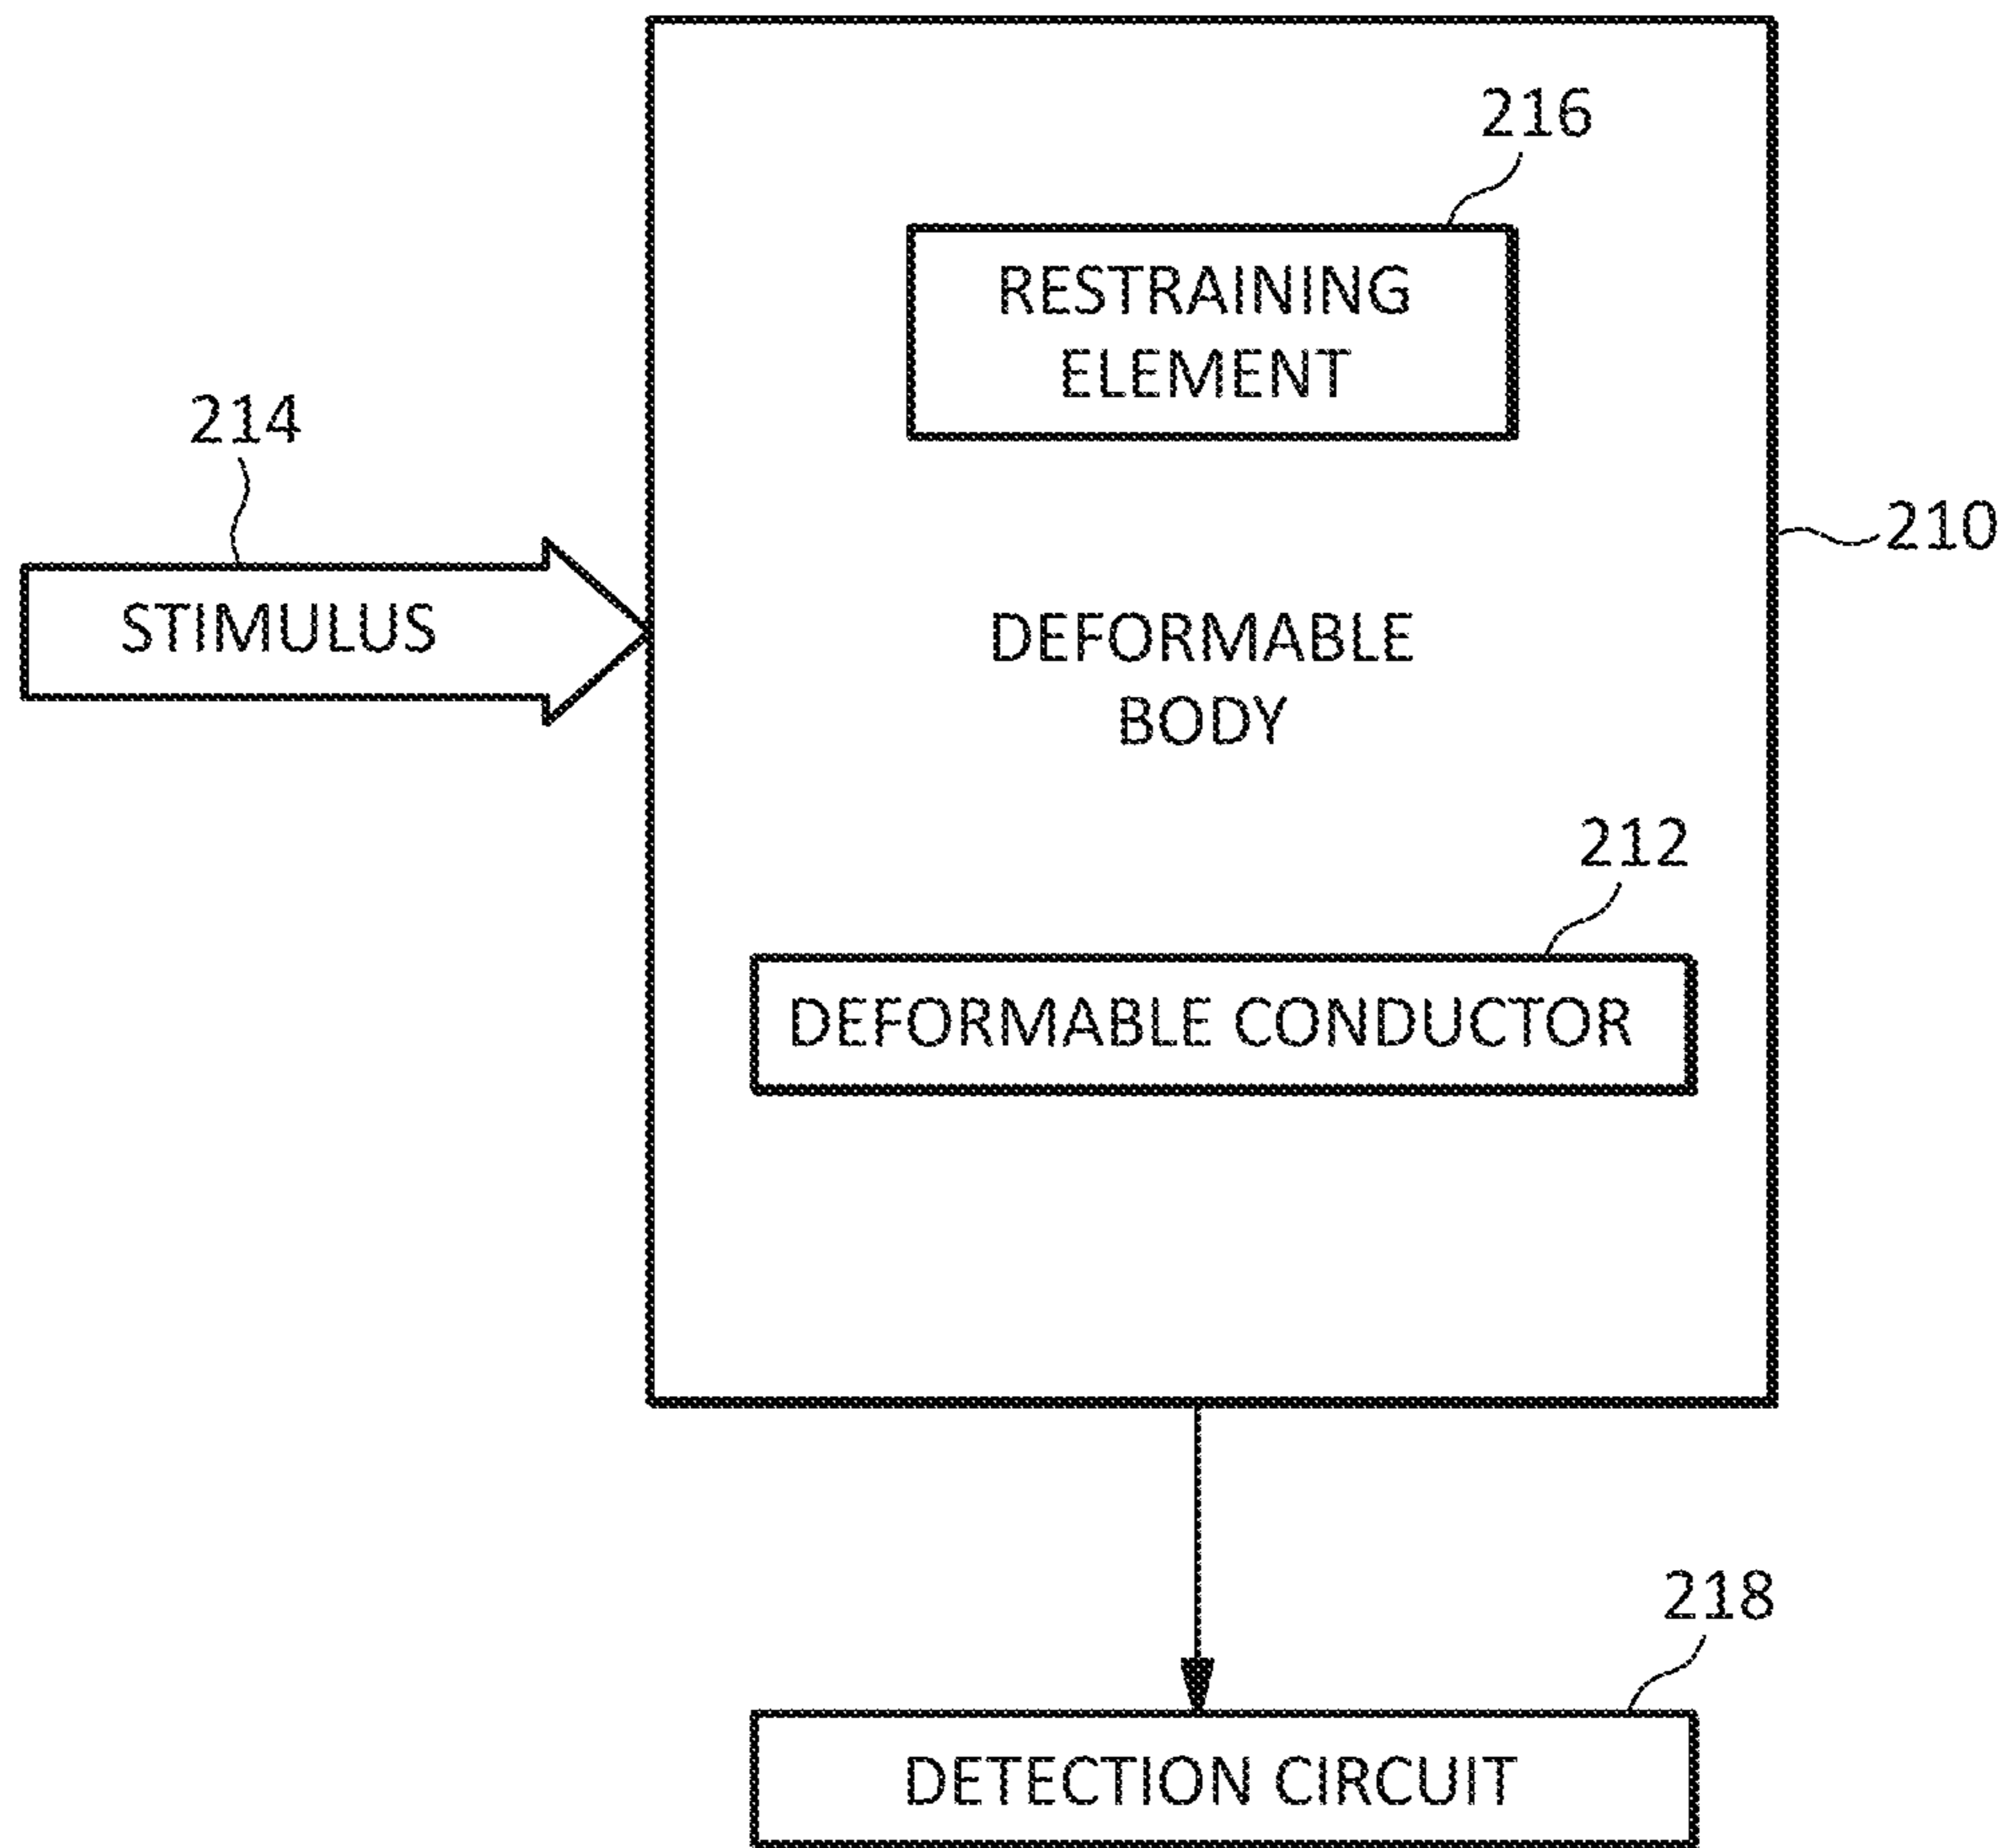 216
RESTRAINING
ELEMENT
214
210
STIMULUS
DEFORMABLE
BODY
212
DEFORMABLE CONDUCTOR
218
DETECTION CIRCUIT